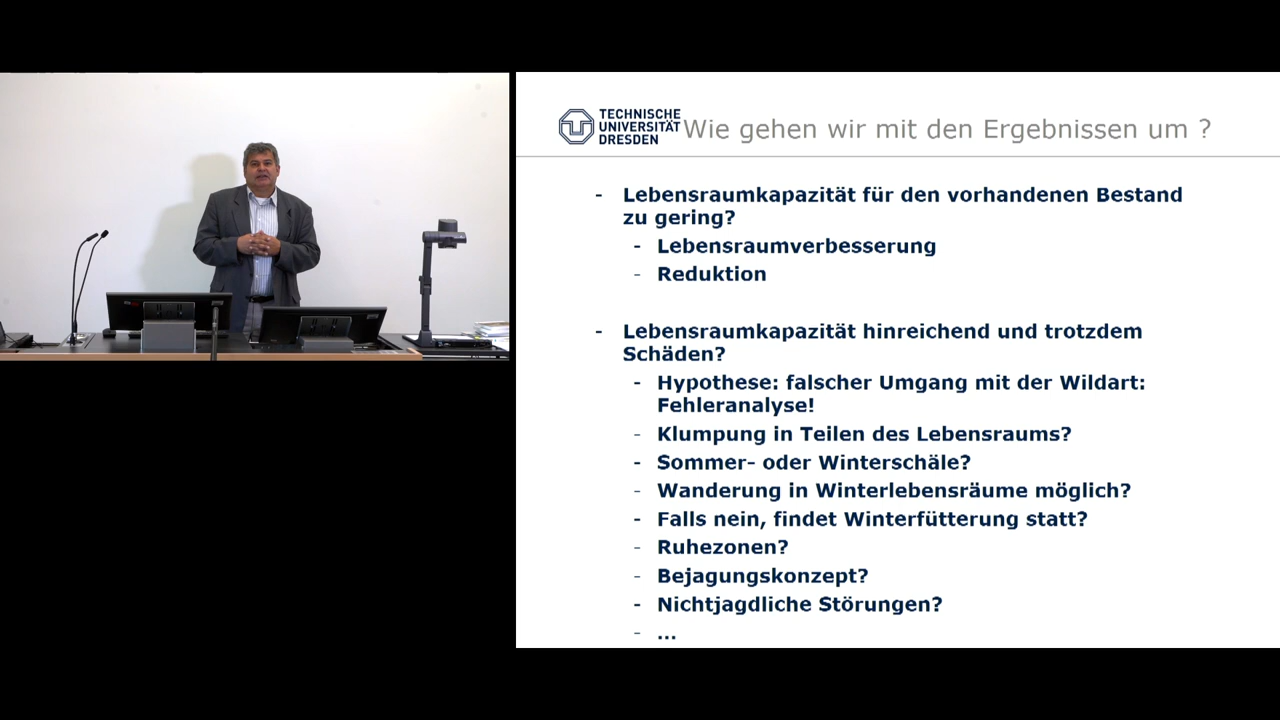 TECHNISCHE
UNIVERSITÄT
DRESDEN
Wie gehen wir mit den Ergebnissen um ?
- Lebensraumkapazität für den vorhandenen Bestand
zu gering?
- Lebensraumverbesserung
- Reduktion
- Lebensraumkapazität hinreichend und trotzdem
Schäden?
- Hypothese: falscher Umgang mit der Wildart:
Fehleranalyse!
- Klumpung in Teilen des Lebensraums?
- Sommer- oder Winterschäle?
- Wanderung in Winterlebensräume möglich?
- Falls nein, findet Winterfütterung statt?
- Ruhezonen?
- Bejagungskonzept?
- Nichtjagdliche Störungen?
- ...